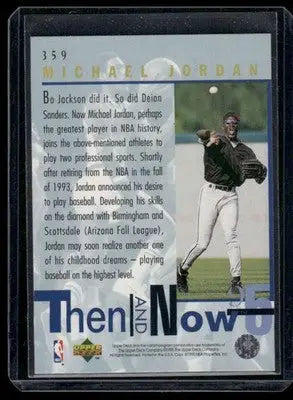 359
MICHAEL JORDAN
Bo Jackson did it. So did Deion
Sanders. Now Michael Jordan, perhaps
the greatest player in NBA history,
joins the above-mentioned athletes to
play two professional sports. Shortly
after retiring from the NBA in the fall
of 1993, Jordan announced his desire
to play baseball. Developing his skills
on the diamond with Birmingham and
Scottsdale (Arizona Fall League),
Jordan may soon realize another one
of his childhood dreams – playing
baseball on the highest level.
Then AND Now
NBA
UPPER DECK